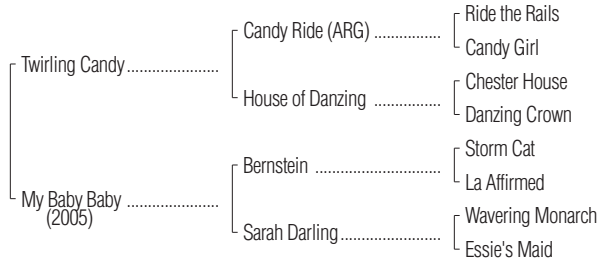 Ride the Rails
Candy Ride (ARG) ................
Candy Girl
Twirling Candy ......................
Chester House
House of Danzing ................
Danzing Crown
Storm Cat
Bernstein ..............................
La Affirmed
My Baby Baby ......................
(2005)
Wavering Monarch
Sarah Darling........................
Essie's Maid